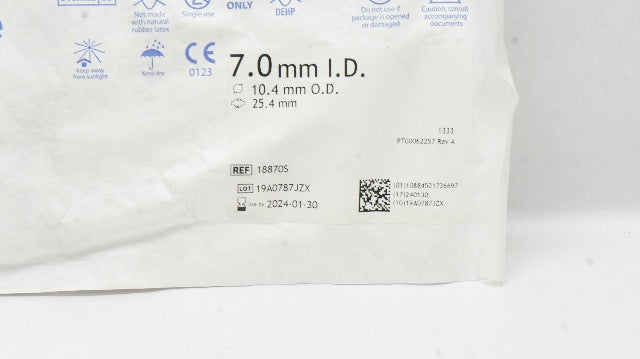 Not made
with natural
rubber latex
Single use
ONLY
DEHP
Do not use if
package is opened
or damaged
Caution, consult
accompanying
documents
Keep away
from sunlight
Keep dry
CE
0123
7.0 mm I.D.
10.4 mm O.D.
25.4 mm
1333
PT00062257 Rev A
REF 18870S
LOT 19A0787JZX
Use by 2024-01-30
(01)10884521726697
(17)240130
(10)19A0787JZX